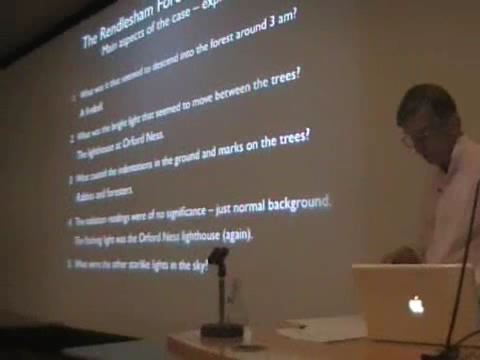 The Rendlesham For
Main aspects of the case – exp
1. What was it that seemed to descend into the forest around 3 am?
A fireball.
2. What was the bright light that seemed to move between the trees?
The lighthouse at Orford Ness.
3. What caused the indentations in the ground and marks on the trees?
Rabbits and foresters.
4. The radiation readings were of no significance – just normal background.
The flashing light was the Orford Ness lighthouse (again).
5. What were the other starlike lights in the sky?